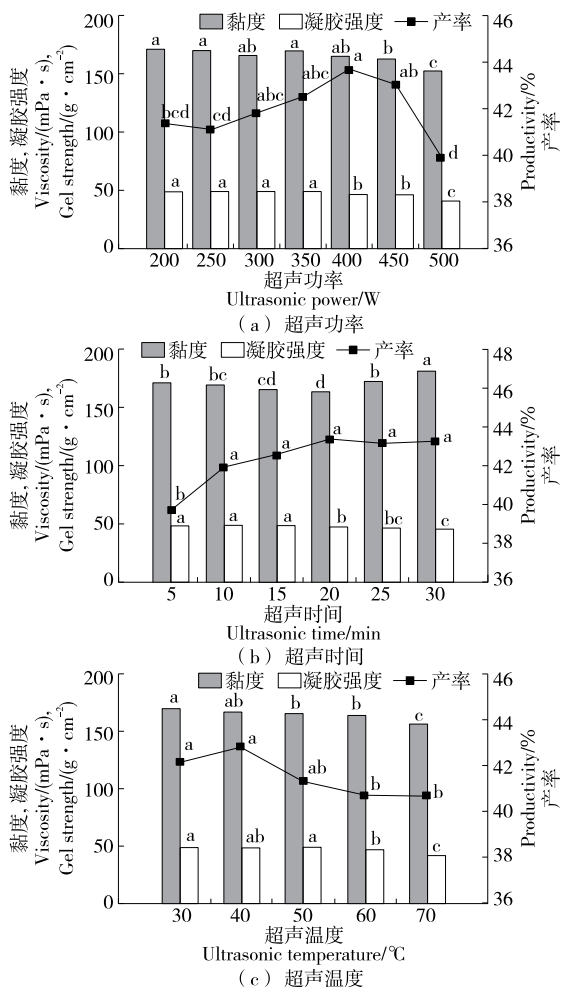 黏度 凝胶强度 产率
黏度, 凝胶强度
Viscosity/(mPa·s),
Gel strength/(g·cm⁻²)
200
150
100
50
0
a a ab a ab b c
bcd cd abc abc a ab d
a a a a b b c
46
44
42
40
38
36
Productivity/%
产率
200 250 300 350 400 450 500
超声功率
Ultrasonic power/W
(a) 超声功率
黏度 凝胶强度 产率
黏度, 凝胶强度
Viscosity/(mPa·s),
Gel strength/(g·cm⁻²)
200
150
100
50
0
b bc cd d b a
b a a a a a
a a a b bc c
48
46
44
42
40
38
36
Productivity/%
产率
5 10 15 20 25 30
超声时间
Ultrasonic time/min
(b) 超声时间
黏度 凝胶强度 产率
黏度, 凝胶强度
Viscosity/(mPa·s),
Gel strength/(g·cm⁻²)
200
150
100
50
0
a ab b b c
a a ab b b
a ab a b c
46
44
42
40
38
36
Productivity/%
产率
30 40 50 60 70
超声温度
Ultrasonic temperature/℃
(c) 超声温度